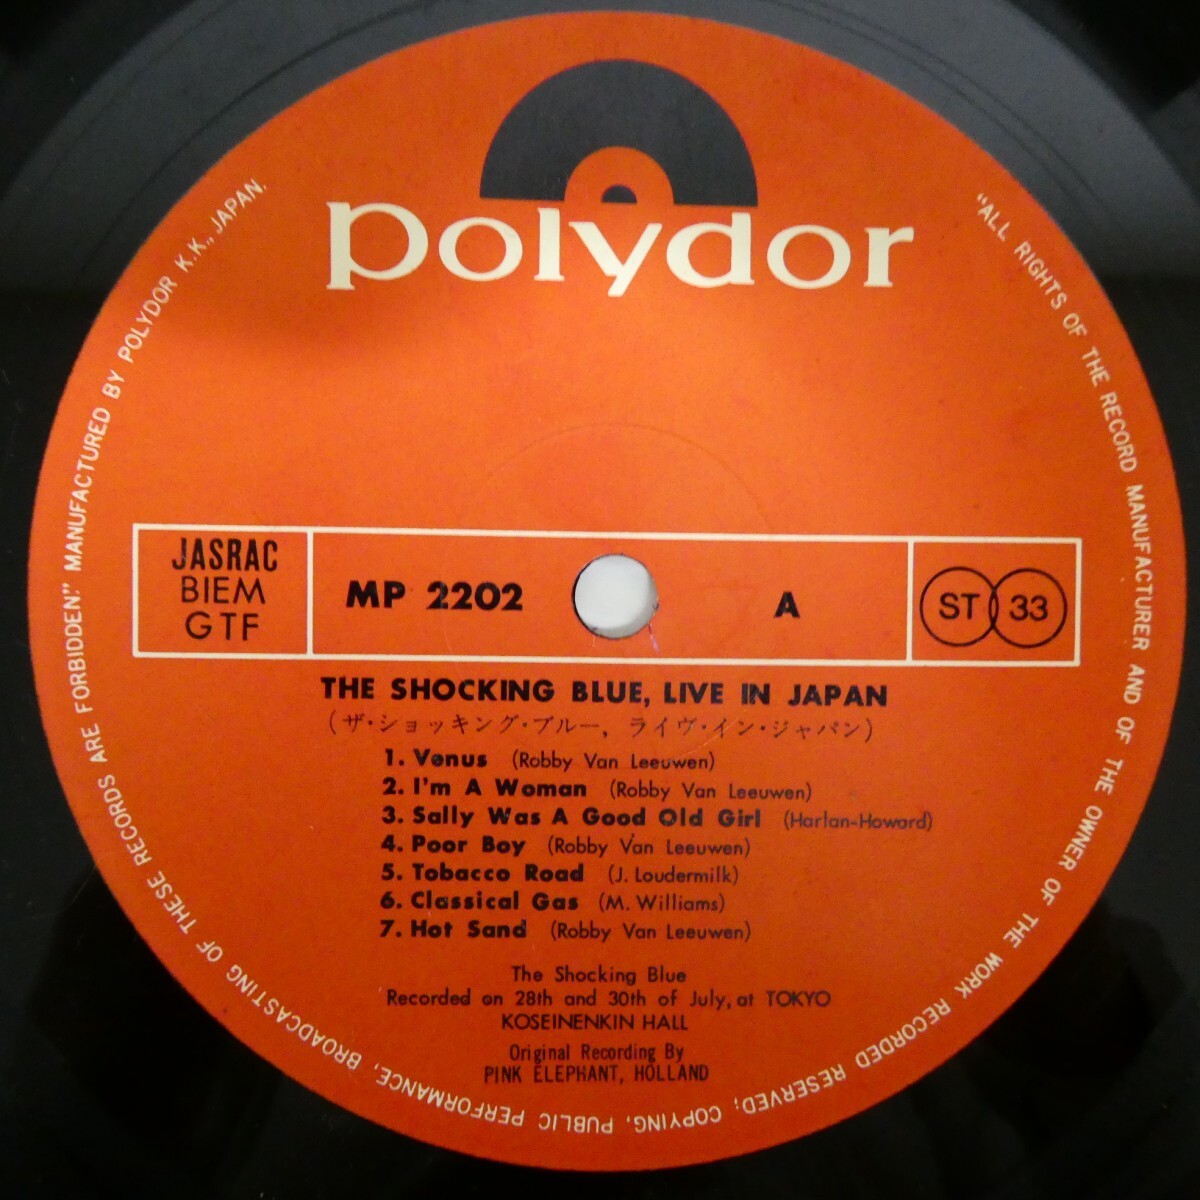 polydor
JASRAC
BIEM
GTF
MP 2202
A
ST 33
THE SHOCKING BLUE, LIVE IN JAPAN
(ザ・ショッキング・ブルー, ライヴ・イン・ジャパン)
1. Venus (Robby Van Leeuwen)
2. I'm A Woman (Robby Van Leeuwen)
3. Sally Was A Good Old Girl (Harlan-Howard)
4. Poor Boy (Robby Van Leeuwen)
5. Tobacco Road (J. Loudermilk)
6. Classical Gas (M. Williams)
7. Hot Sand (Robby Van Leeuwen)
The Shocking Blue
Recorded on 28th and 30th of July, at TOKYO
KOSEINENKIN HALL
Original Recording By
PINK ELEPHANT, HOLLAND
"ALL RIGHTS OF THE RECORD MANUFACTURER AND OF THE OWNER OF THE WORK RECORDED RESERVED; COPYING, PUBLIC PERFORMANCE, BROADCASTING OF THESE RECORDS ARE FORBIDDEN." MANUFACTURED BY POLYDOR K.K., JAPAN.